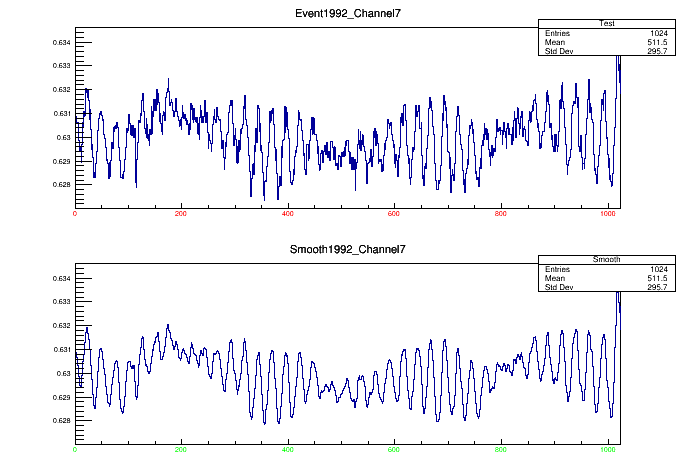 Event1992_Channel7
Test
Entries 1024
Mean 511.5
Std Dev 295.7
0.634
0.633
0.632
0.631
0.63
0.629
0.628
0 200 400 600 800 1000
Smooth1992_Channel7
Smooth
Entries 1024
Mean 511.5
Std Dev 295.7
0.634
0.633
0.632
0.631
0.63
0.629
0.628
0 200 400 600 800 1000